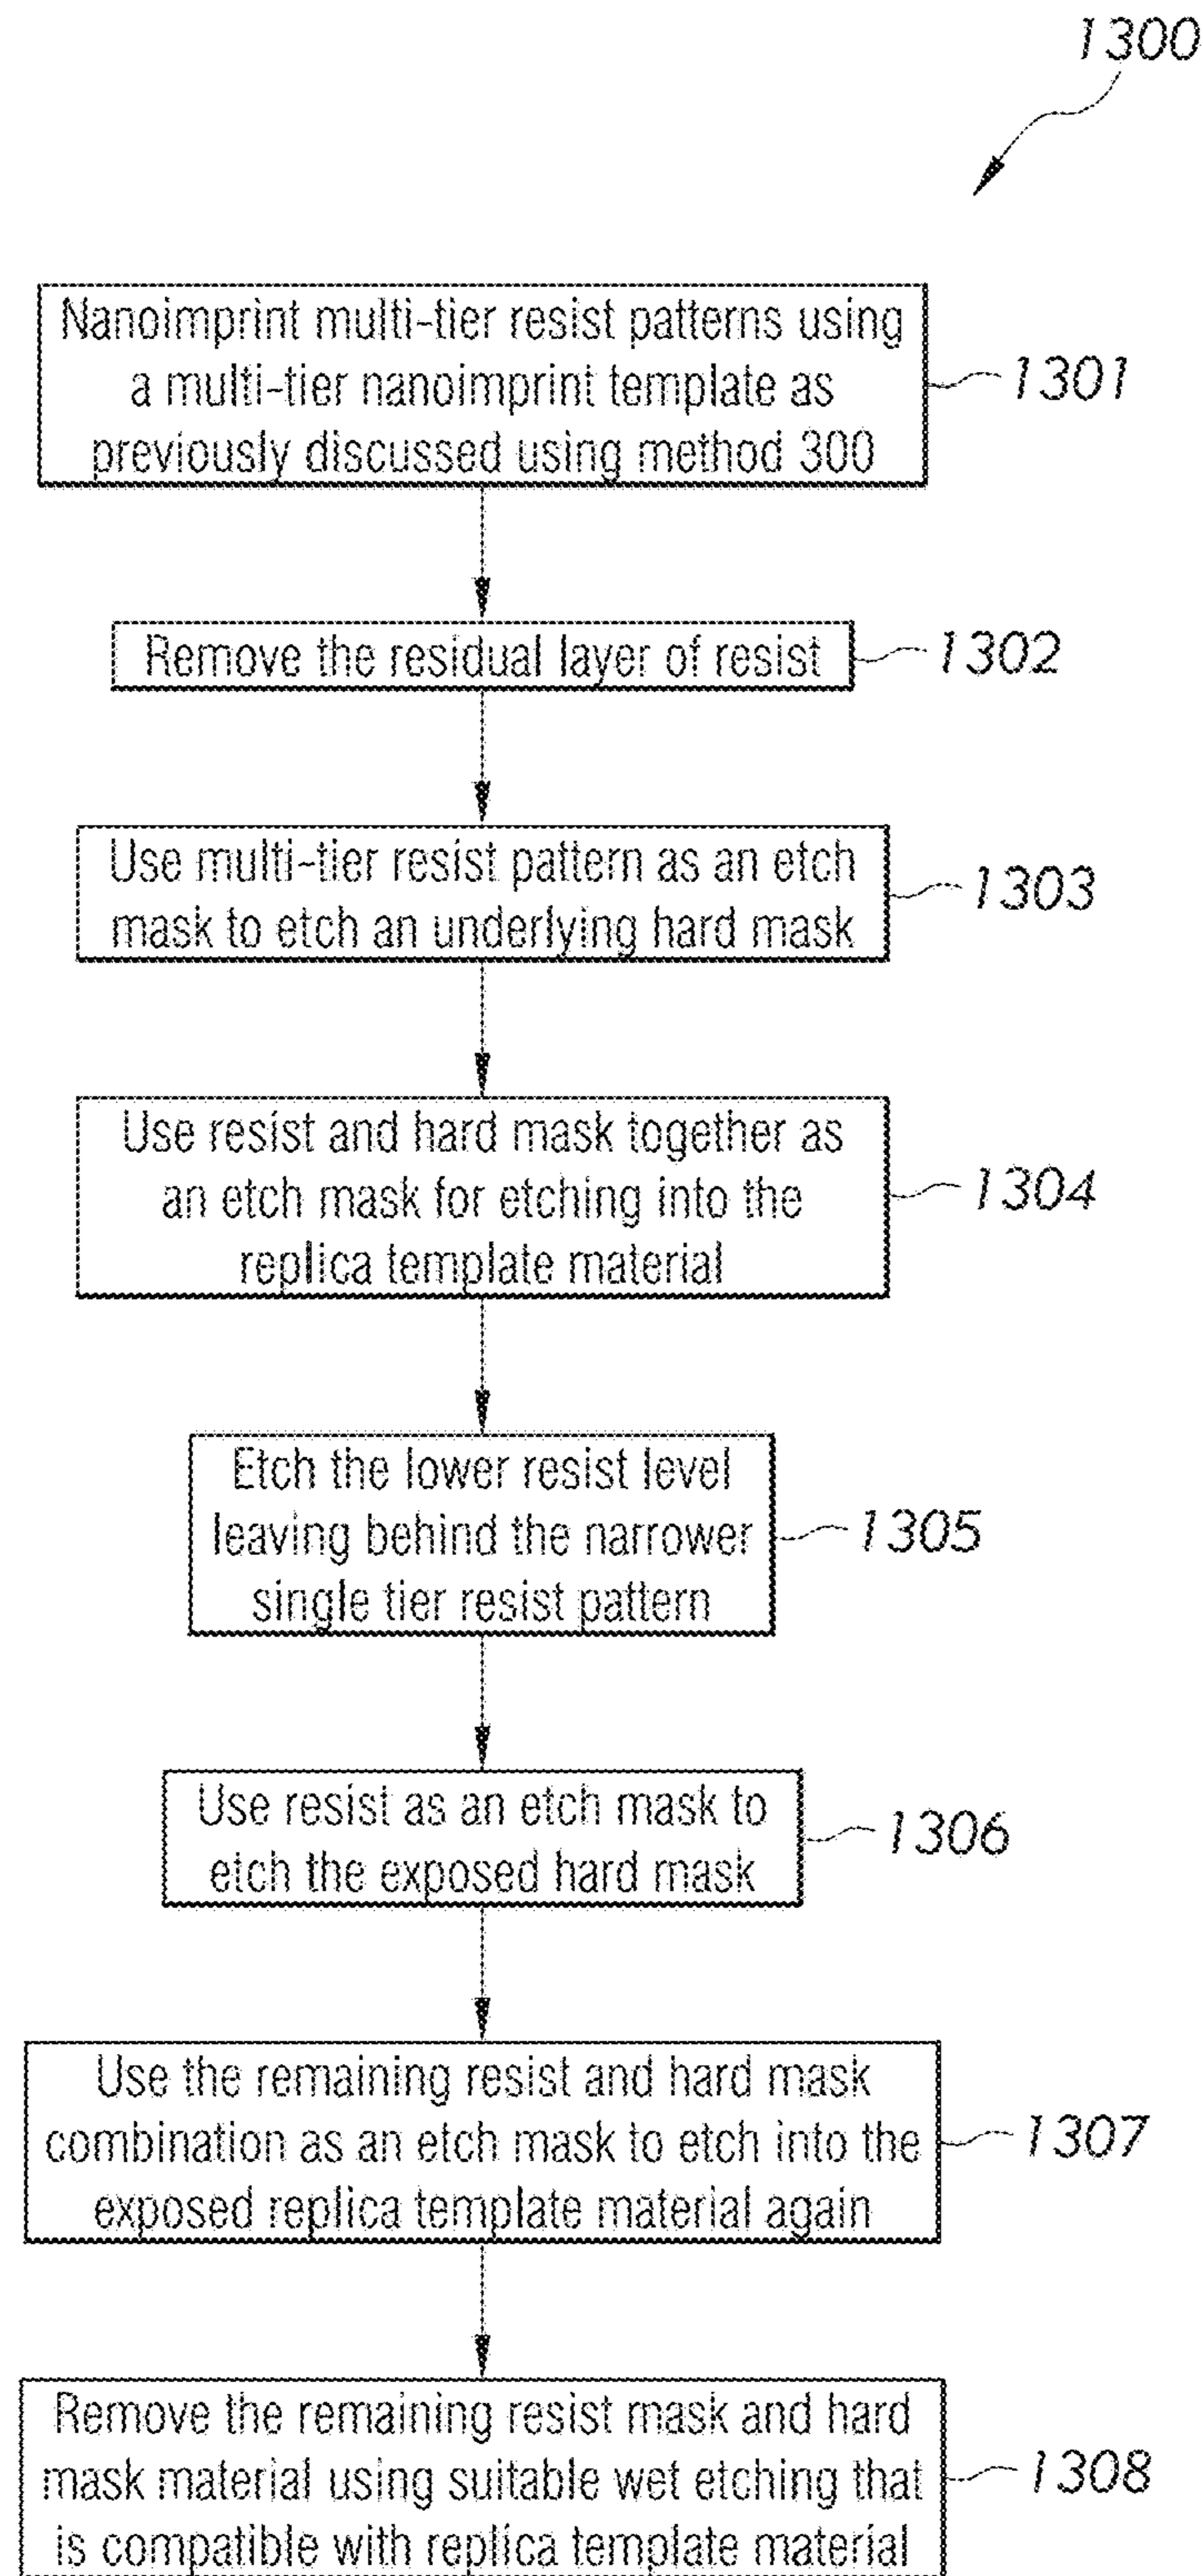 1300
Nanoimprint multi-tier resist patterns using
a multi-tier nanoimprint template as
previously discussed using method 300
1301
Remove the residual layer of resist
1302
Use multi-tier resist pattern as an etch
mask to etch an underlying hard mask
1303
Use resist and hard mask together as
an etch mask for etching into the
replica template material
1304
Etch the lower resist level
leaving behind the narrower
single tier resist pattern
1305
Use resist as an etch mask to
etch the exposed hard mask
1306
Use the remaining resist and hard mask
combination as an etch mask to etch into the
exposed replica template material again
1307
Remove the remaining resist mask and hard
mask material using suitable wet etching that
is compatible with replica template material
1308